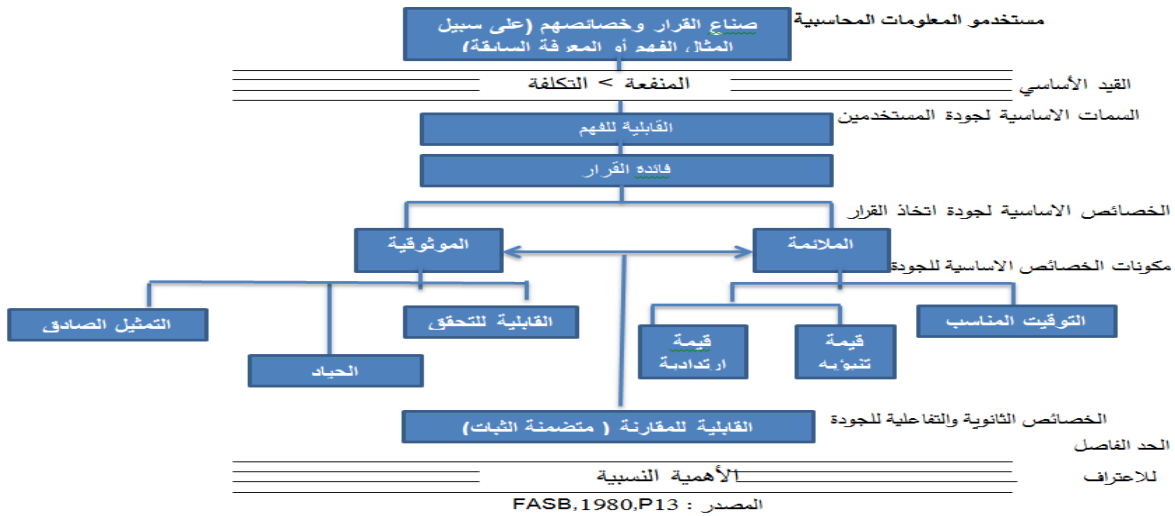 مستخدمو المعلومات المحاسبية
صناع القرار وخصائصهم (على سبيل
المثال الفهم أو المعرفة السابقة)
القيد الأساسي
المنفعة > التكلفة
السمات الاساسية لجودة المستخدمين
القابلية للفهم
فائدة القرار
الخصائص الاساسية لجودة اتخاذ القرار
الملائمة
الموثوقية
مكونات الخصائص الاساسية للجودة
التوقيت المناسب
قيمة
تنبؤيه
قيمة
ارتدادية
القابلية للتحقق
الحياد
التمثيل الصادق
الخصائص الثانوية والتفاعلية للجودة
القابلية للمقارنة ( متضمنة الثبات)
الحد الفاصل
للاعتراف
الأهمية النسبية
المصدر : FASB,1980,P13